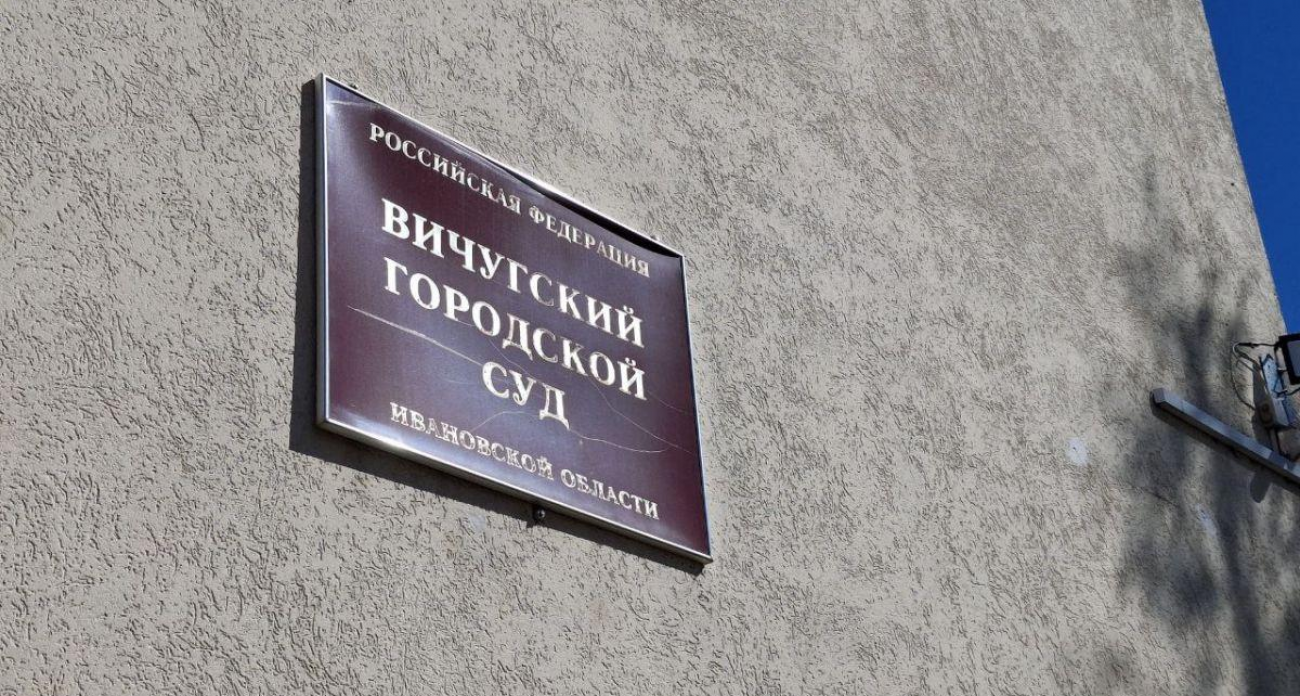 РОССИЙСКАЯ ФЕДЕРАЦИЯ
ВИЧУГСКИЙ
ГОРОДСКОЙ
СУД
ИВАНОВСКОЙ ОБЛАСТИ